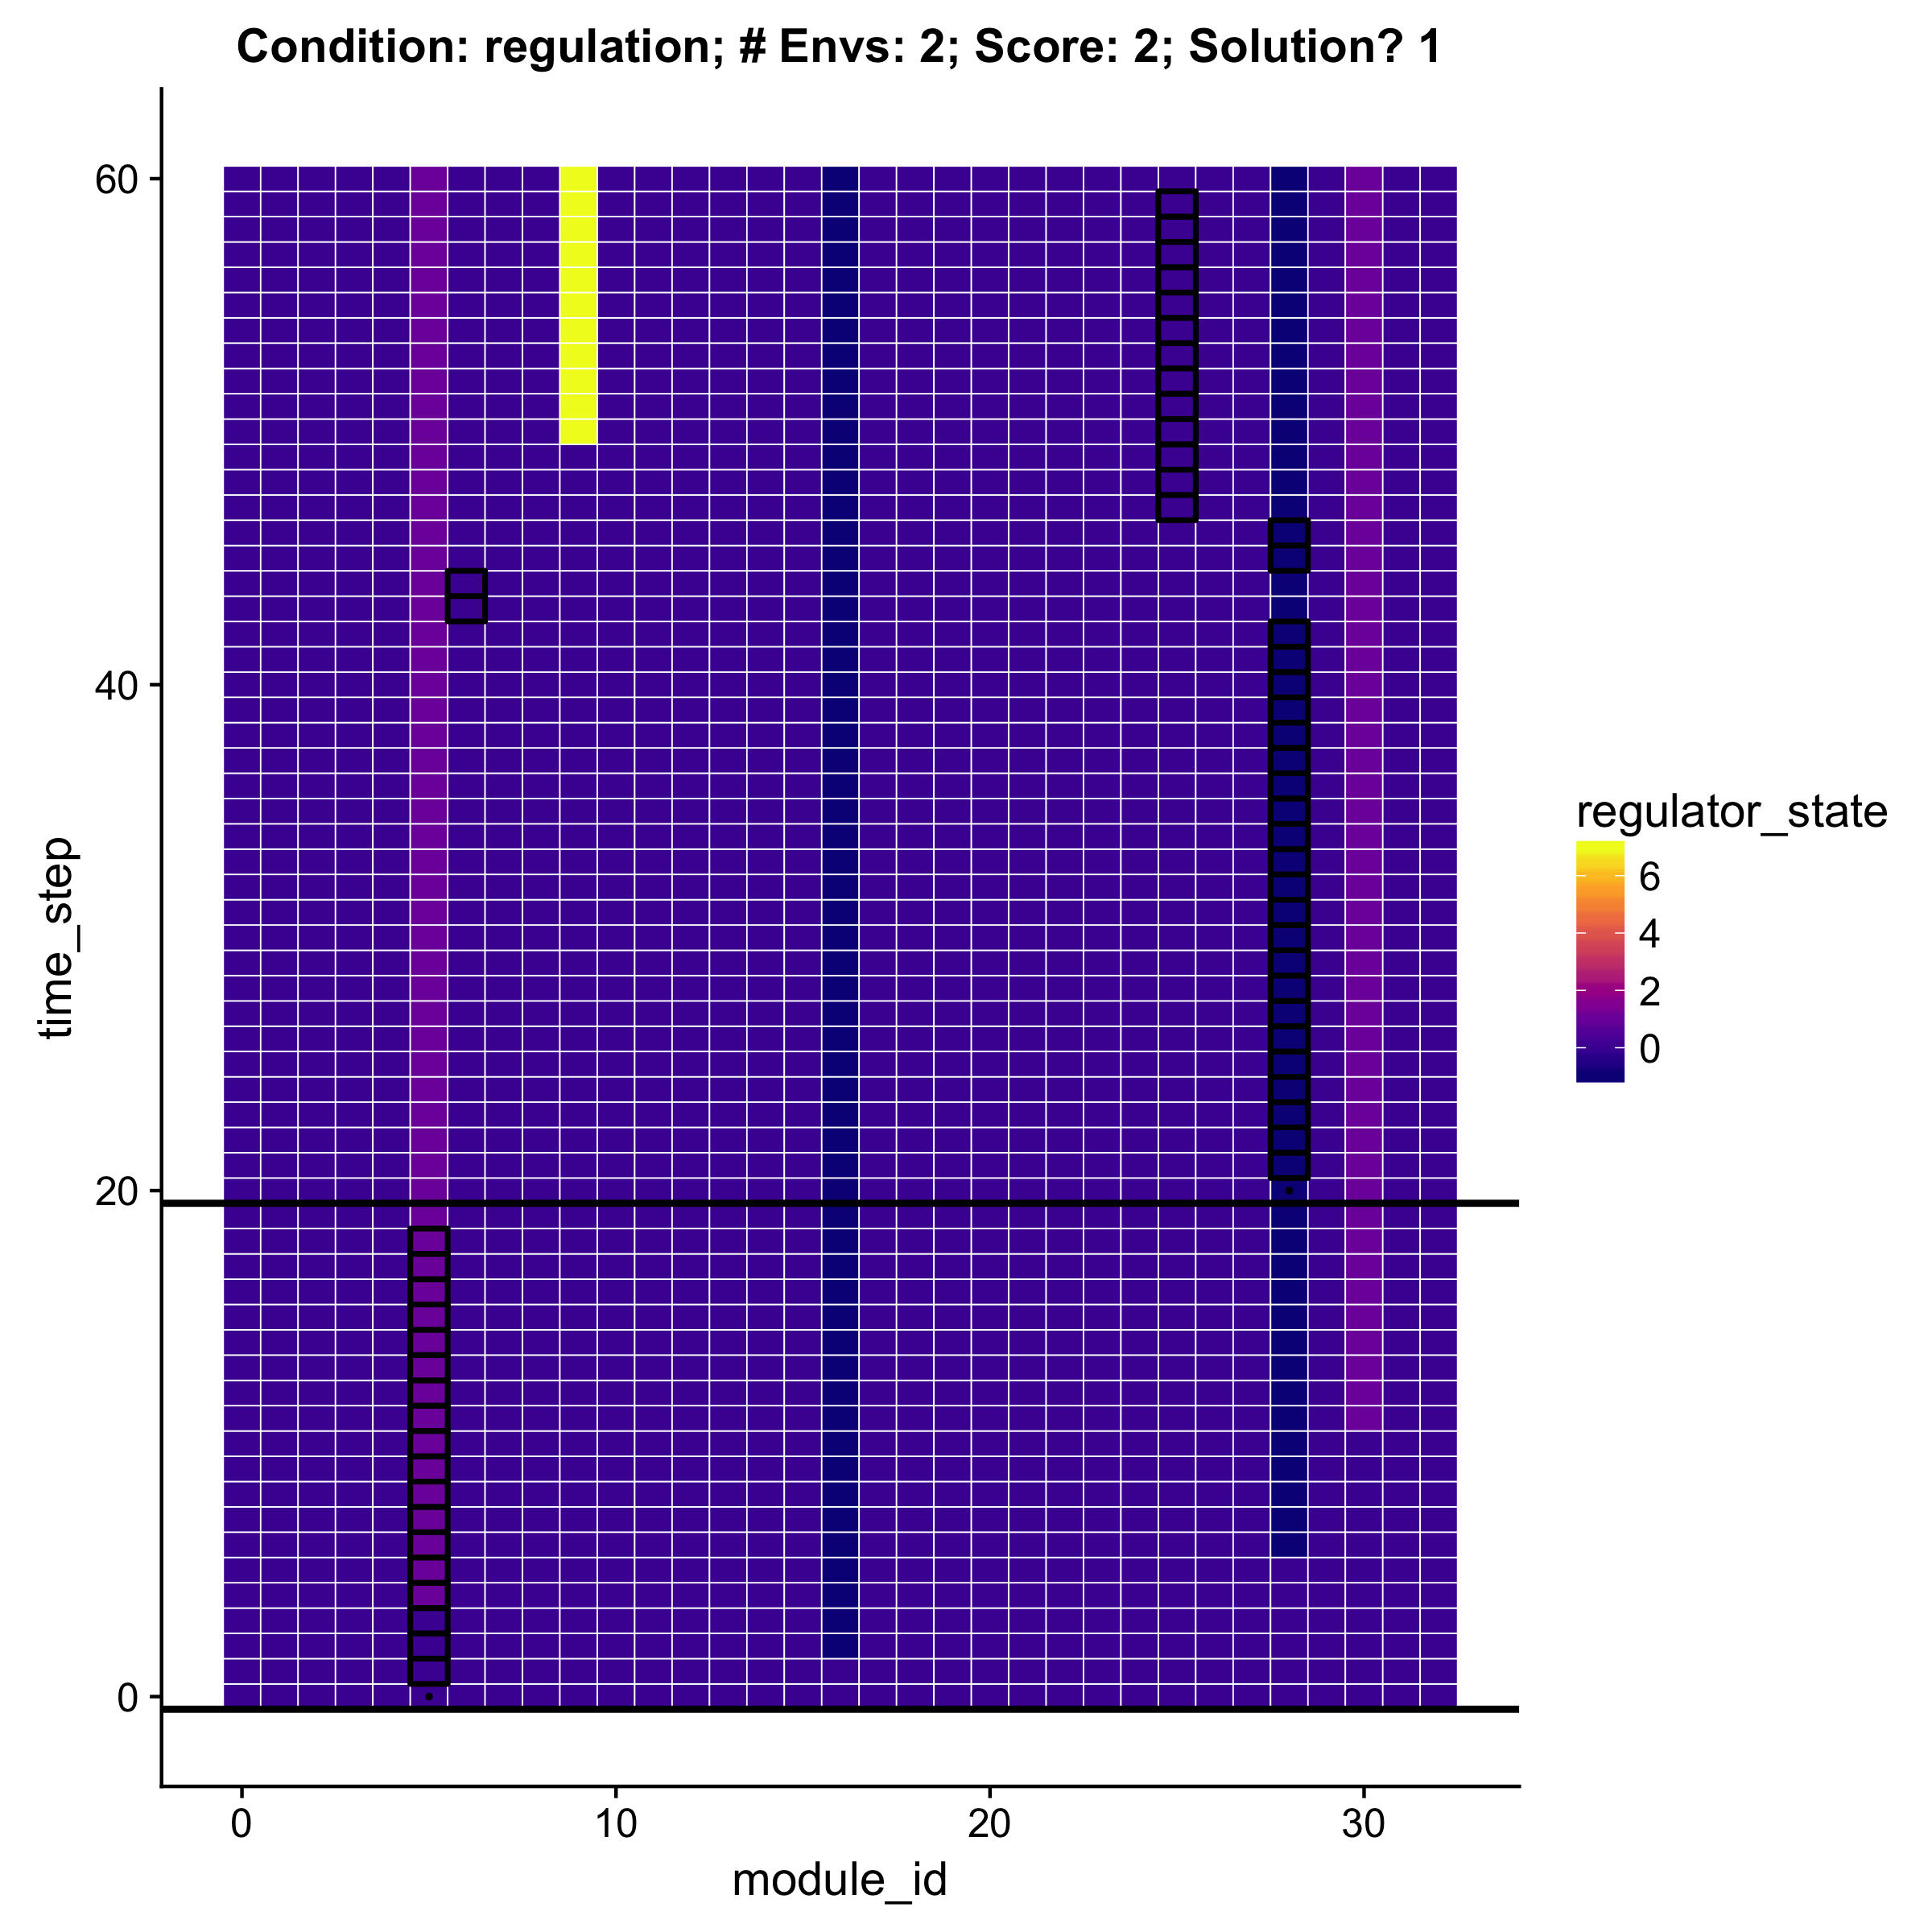 Condition: regulation; # Envs: 2; Score: 2; Solution? 1
60
40
20
0
time_step
0 10 20 30
module_id
regulator_state
6
4
2
0